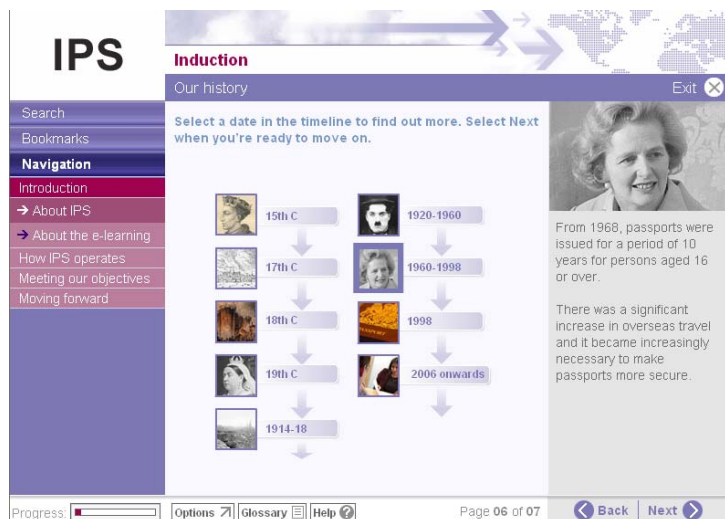 IPS
Induction
Our history
Exit
Search
Bookmarks
Navigation
Introduction
About IPS
About the e-learning
How IPS operates
Meeting our objectives
Moving forward
Select a date in the timeline to find out more. Select Next
when you're ready to move on.
15th C
17th C
18th C
19th C
1914-18
1920-1960
1960-1998
1998
2006 onwards
From 1968, passports were
issued for a period of 10
years for persons aged 16
or over.
There was a significant
increase in overseas travel
and it became increasingly
necessary to make
passports more secure.
Progress:
Options
Glossary
Help
Page 06 of 07
Back
Next